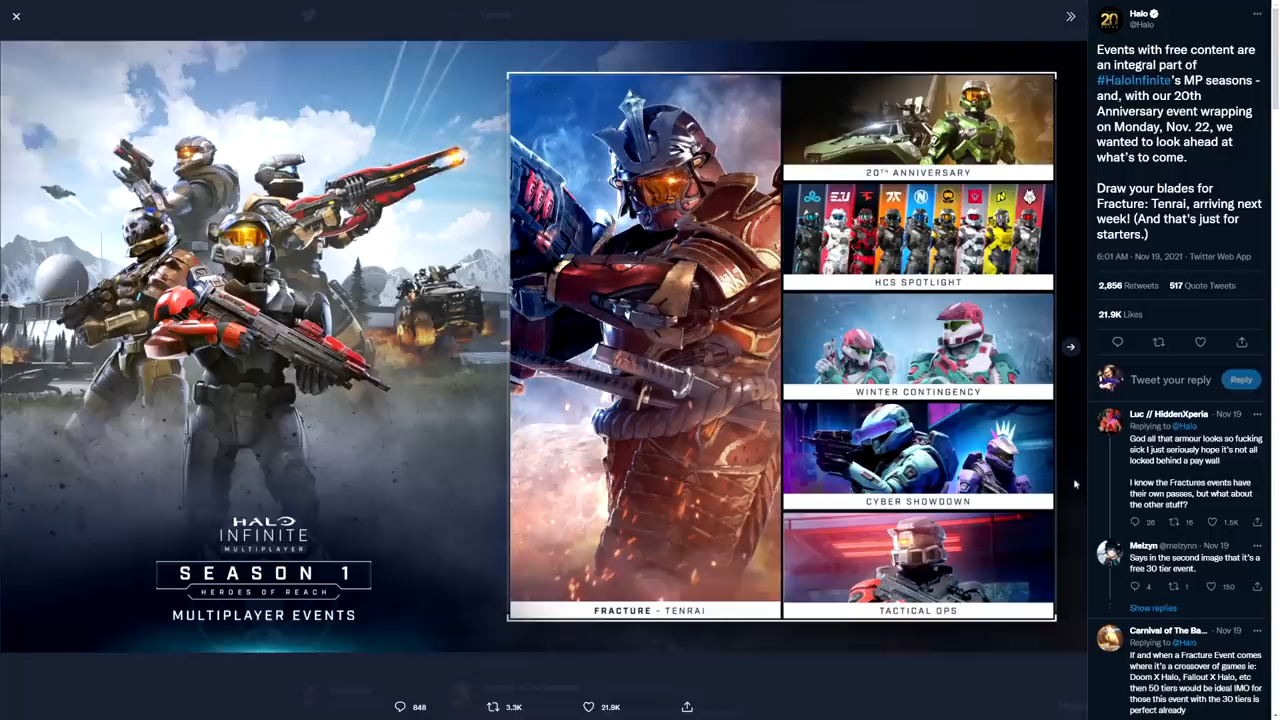 HALO
INFINITE
MULTIPLAYER
SEASON 1
HEROES OF REACH
MULTIPLAYER EVENTS
FRACTURE - TENRAI
20TH ANNIVERSARY
HCS SPOTLIGHT
WINTER CONTINGENCY
CYBER SHOWDOWN
TACTICAL OPS
848
3.3K
21.9K
20
Halo
@Halo
Events with free content are
an integral part of
#HaloInfinite's MP seasons -
and, with our 20th
Anniversary event wrapping
on Monday, Nov. 22, we
wanted to look ahead at
what's to come.
Draw your blades for
Fracture: Tenrai, arriving next
week! (And that's just for
starters.)
6:01 AM · Nov 19, 2021 · Twitter Web App
2,856 Retweets 517 Quote Tweets
21.9K Likes
Tweet your reply
Reply
Luc // HiddenXperia · Nov 19
Replying to @Halo
God all that armour looks so fucking
sick I just seriously hope it's not all
locked behind a pay wall
I know the Fractures events have
their own passes, but what about
the other stuff?
26 16 1.5K
Melzyn @melzynn · Nov 19
Says in the second image that it's a
free 30 tier event.
4 1 150
Show replies
Carnival of The Ba... · Nov 19
Replying to @Halo
If and when a Fracture Event comes
where it's a crossover of games ie:
Doom X Halo, Fallout X Halo, etc
then 50 tiers would be ideal IMO for
those this event with the 30 tiers is
perfect already